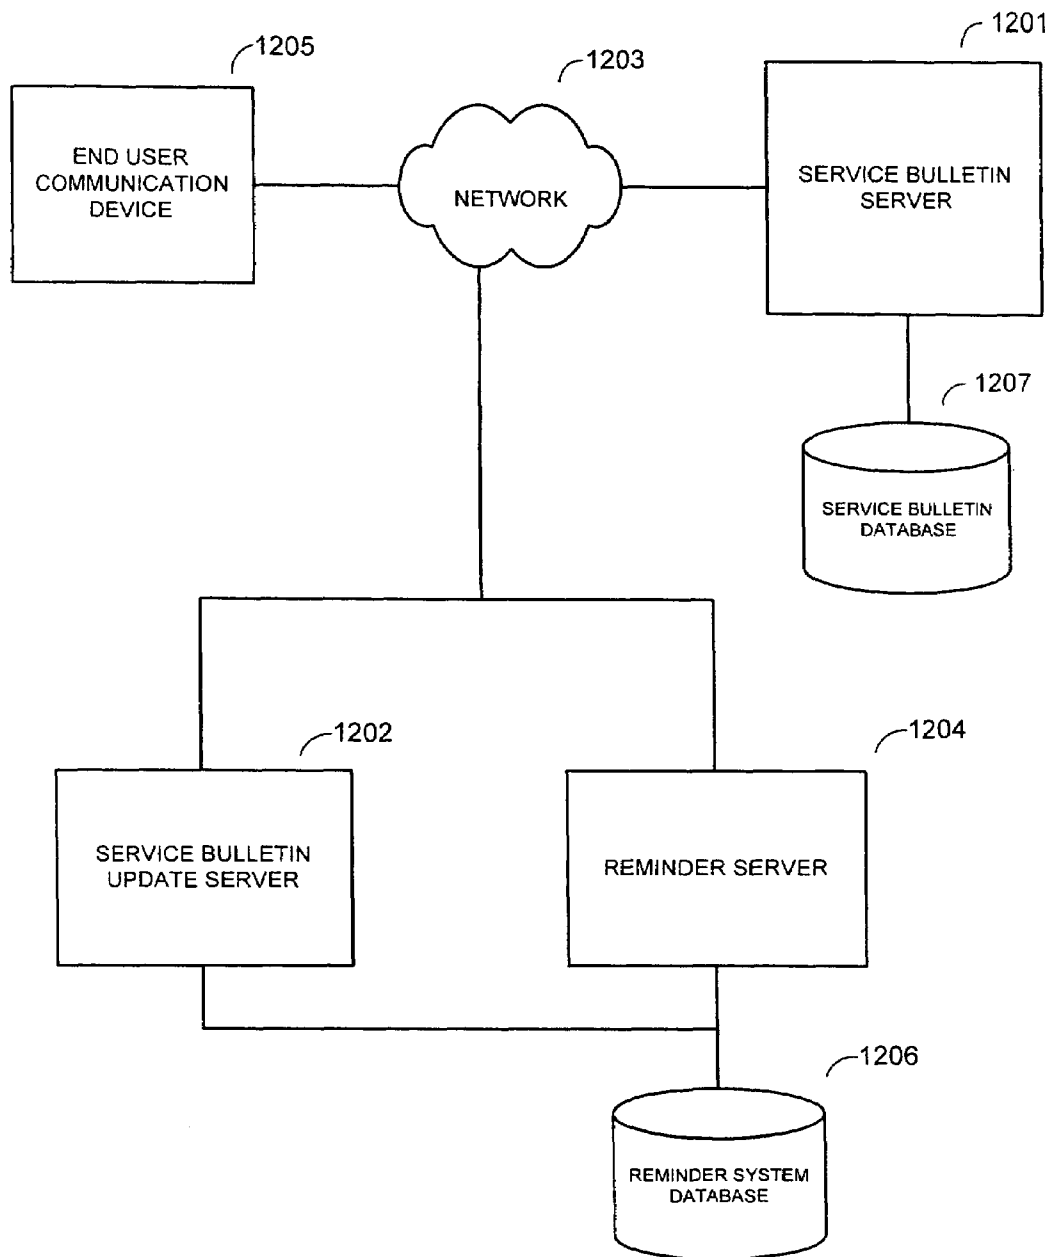 1205
1203
1201
END USER
COMMUNICATION
DEVICE
NETWORK
SERVICE BULLETIN
SERVER
1207
SERVICE BULLETIN
DATABASE
1202
1204
SERVICE BULLETIN
UPDATE SERVER
REMINDER SERVER
1206
REMINDER SYSTEM
DATABASE